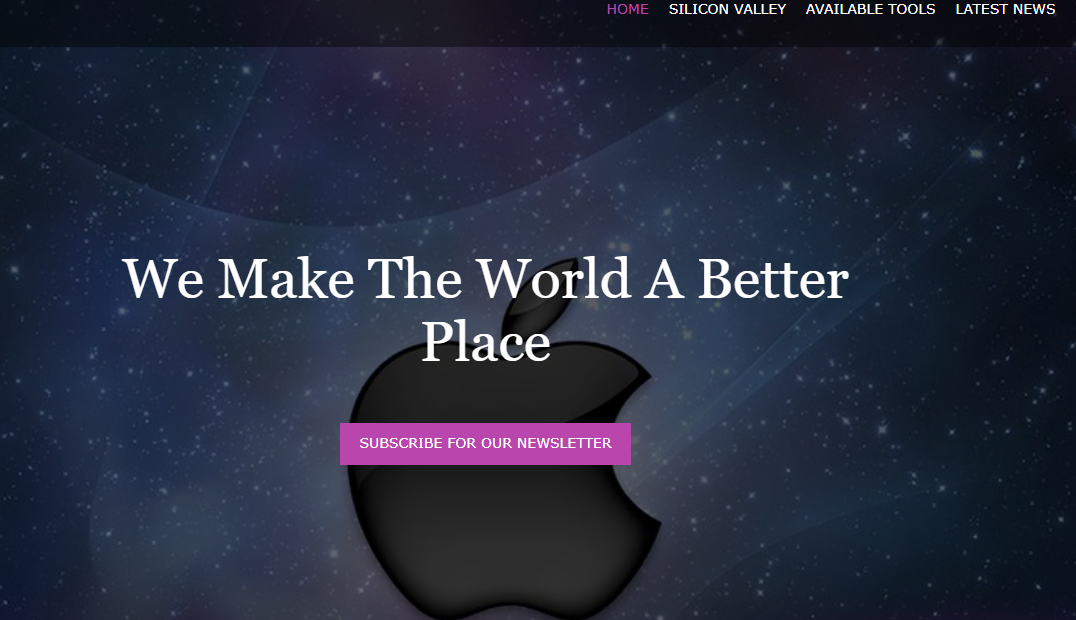 HOME SILICON VALLEY AVAILABLE TOOLS LATEST NEWS
We Make The World A Better
Place
SUBSCRIBE FOR OUR NEWSLETTER